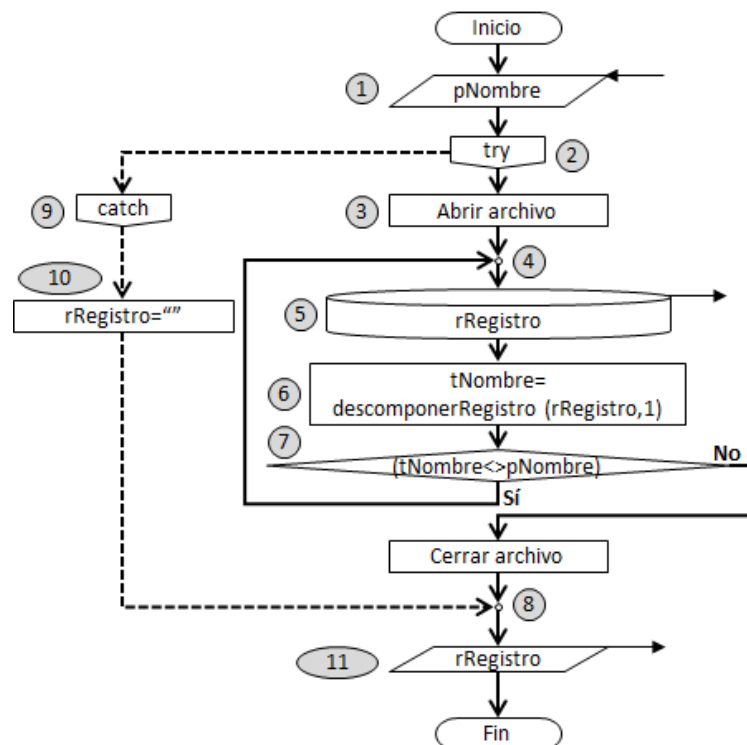 Inicio
1
pNombre
try
2
9
catch
3
Abrir archivo
4
10
rRegistro=“”
5
rRegistro
6
tNombre=
descomponerRegistro (rRegistro,1)
7
(tNombre<>pNombre)
No
Sí
Cerrar archivo
8
11
rRegistro
Fin